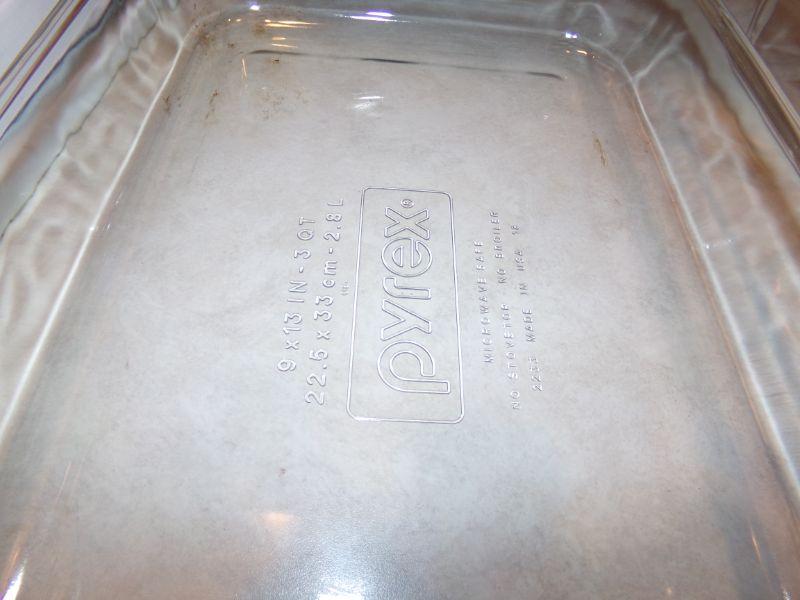 9 x 13 IN - 3 QT
22.5 x 33 cm - 2.8 L
pyrex®
MICROWAVE SAFE
NO STOVETOP NO BROILER
MADE IN USA